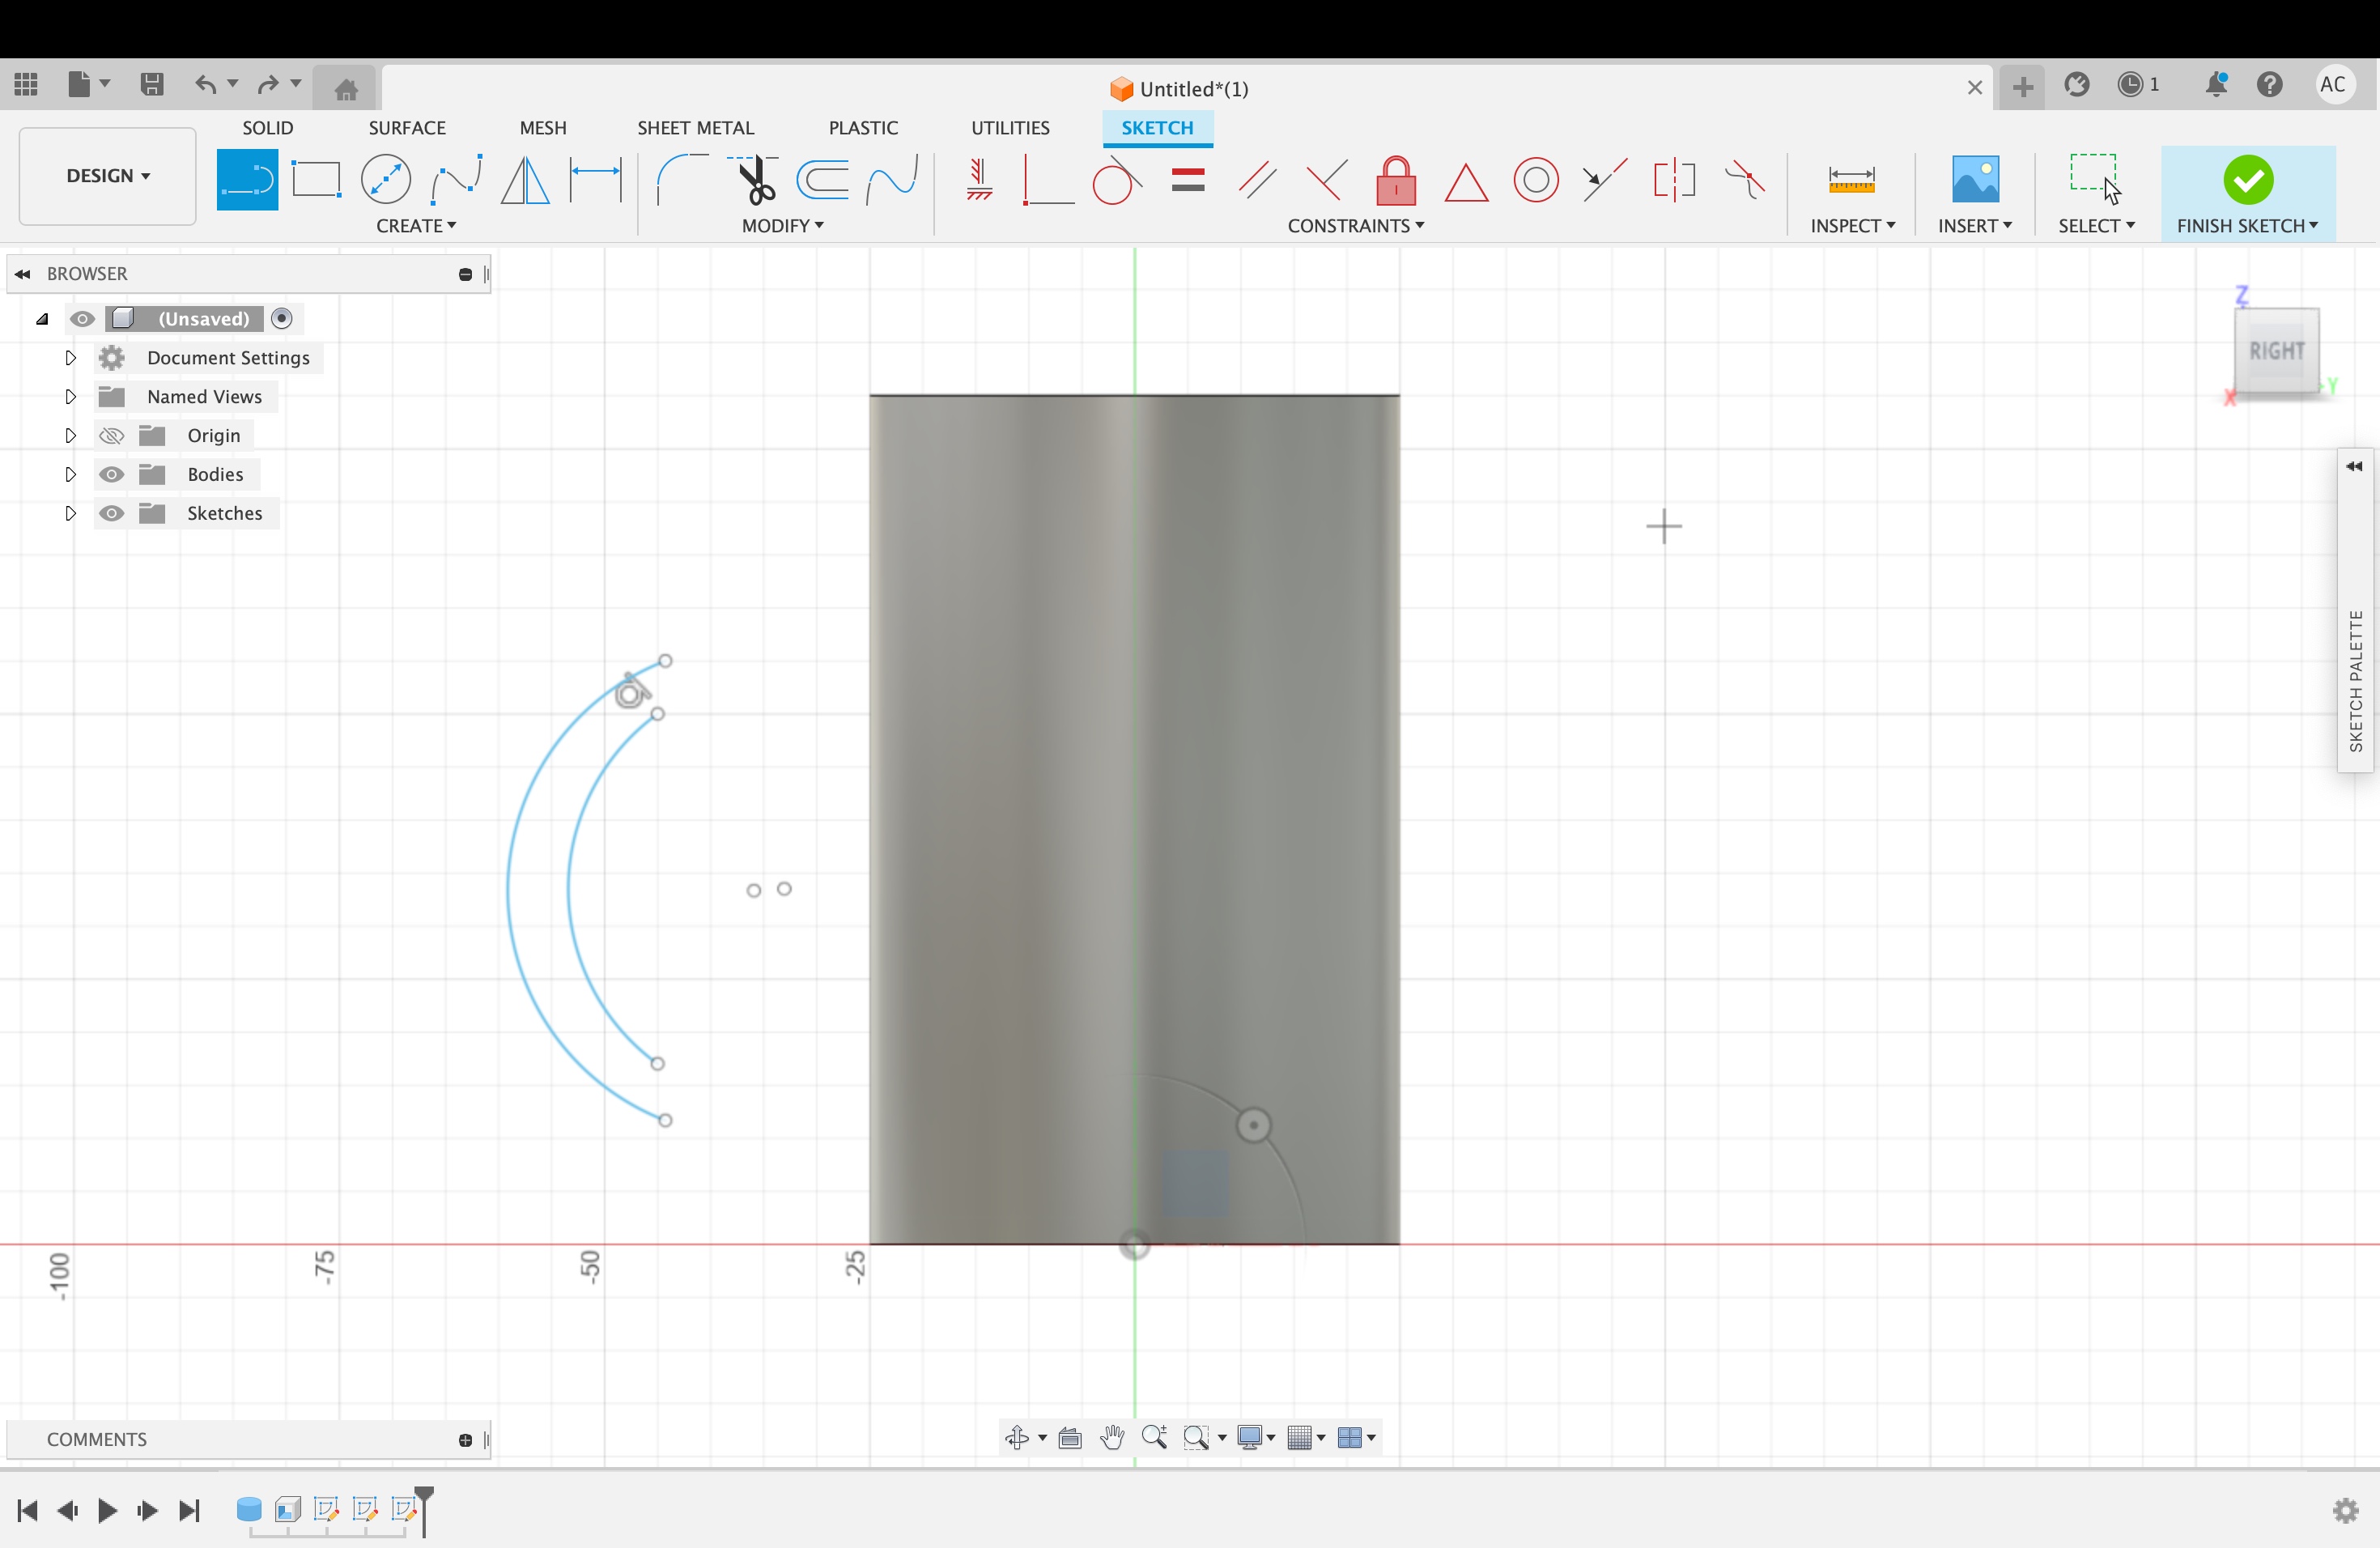 Untitled*(1)
1
AC
SOLID
SURFACE
MESH
SHEET METAL
PLASTIC
UTILITIES
SKETCH
DESIGN
CREATE
MODIFY
CONSTRAINTS
INSPECT
INSERT
SELECT
FINISH SKETCH
BROWSER
(Unsaved)
Document Settings
Named Views
Origin
Bodies
Sketches
Z
RIGHT
Y
X
SKETCH PALETTE
-100
-75
-50
-25
COMMENTS